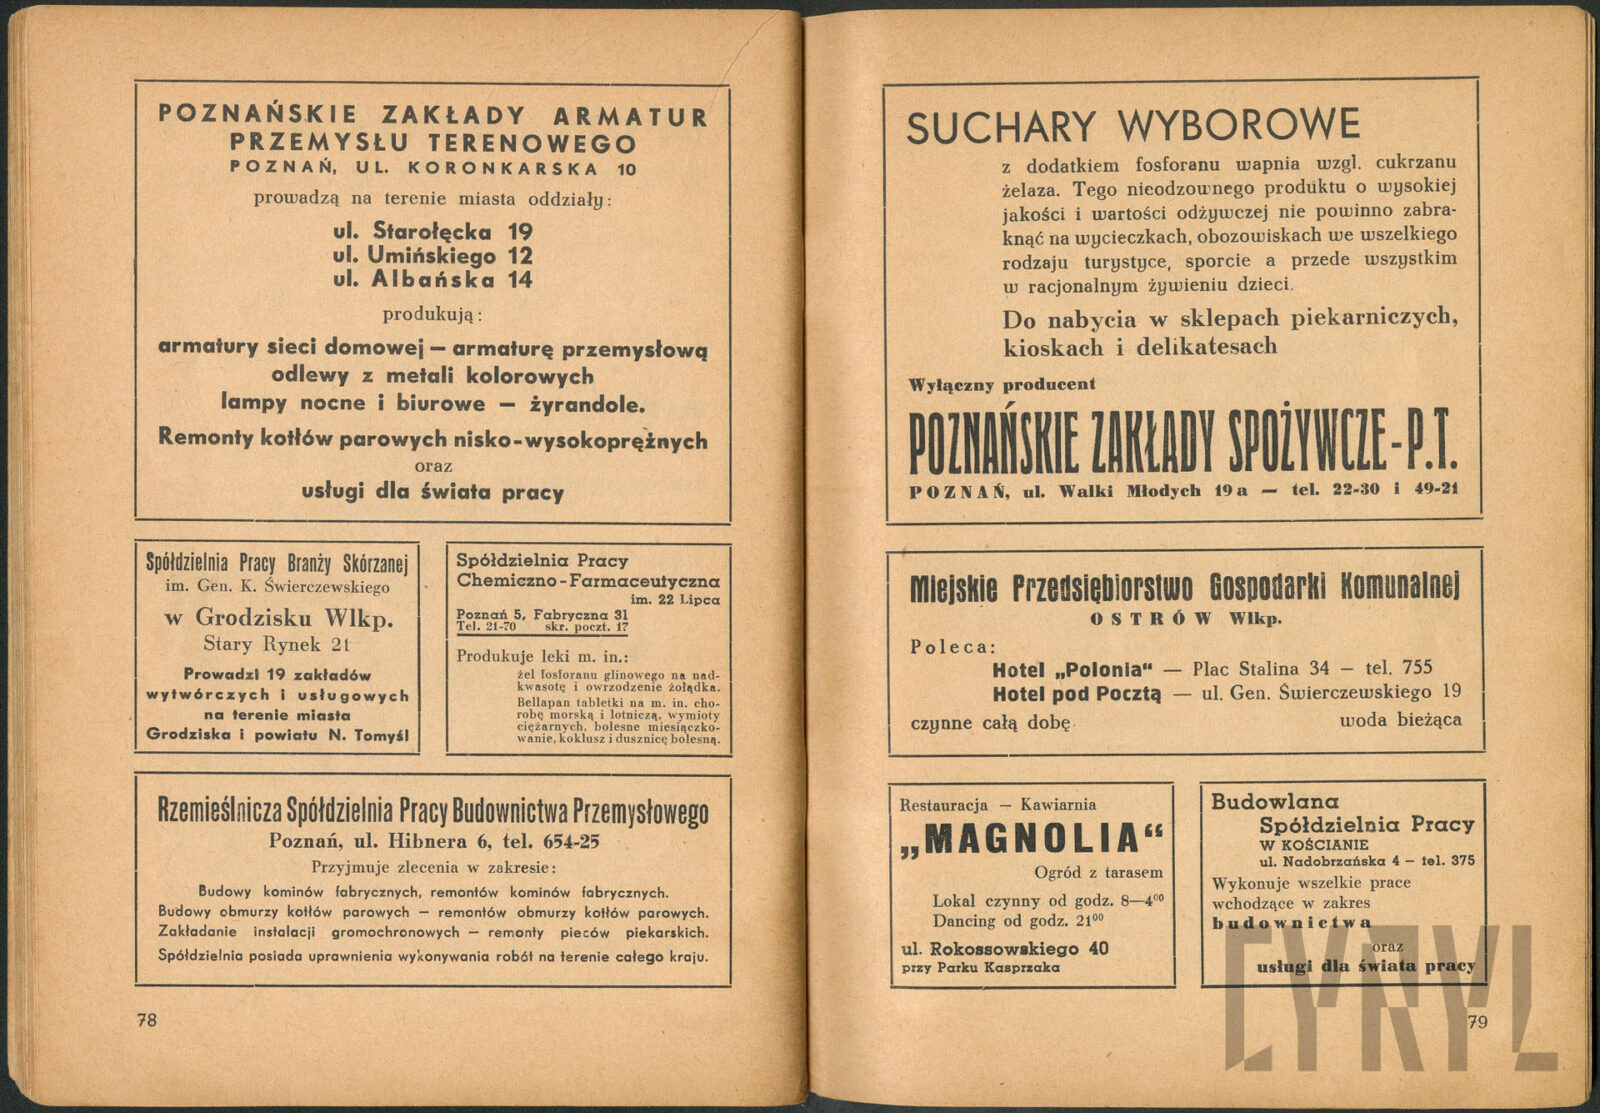 POZNAŃSKIE ZAKŁADY ARMATUR
PRZEMYSŁU TERENOWEGO
POZNAŃ, UL. KORONKARSKA 10
prowadzą na terenie miasta oddziały:
ul. Starołęcka 19
ul. Umińskiego 12
ul. Albańska 14
produkują:
armatury sieci domowej — armaturę przemysłową
odlewy z metali kolorowych
lampy nocne i biurowe — żyrandole.
Remonty kotłów parowych nisko-wysokoprężnych
oraz
usługi dla świata pracy
Spółdzielnia Pracy Branży Skórzanej
im. Gen. K. Świerczewskiego
w Grodzisku Wlkp.
Stary Rynek 21
Prowadzi 19 zakładów
wytwórczych i usługowych
na terenie miasta
Grodziska i powiatu N. Tomyśl
Spółdzielnia Pracy
Chemiczno-Farmaceutyczna
im. 22 Lipca
Poznań 5, Fabryczna 31
Tel. 21-70 skr. poczt. 17
Produkuje leki m. in.:
żel fosforanu glinowego na nad-
kwasotę i owrzodzenie żołądka.
Bellapan tabletki na m. in. cho-
robę morską i lotniczą, wymioty
ciężarnych, bolesne miesiączko-
wanie, koklusz i dusznicę bolesną.
Rzemieślnicza Spółdzielnia Pracy Budownictwa Przemysłowego
Poznań, ul. Hibnera 6, tel. 654-25
Przyjmuje zlecenia w zakresie:
Budowy kominów fabrycznych, remontów kominów fabrycznych.
Budowy obmurzy kotłów parowych — remontów obmurzy kotłów parowych.
Zakładanie instalacji gromochronowych — remonty pieców piekarskich.
Spółdzielnia posiada uprawnienia wykonywania robót na terenie całego kraju.
78
SUCHARY WYBOROWE
z dodatkiem fosforanu wapnia wzgl. cukrzanu
żelaza. Tego nieodzownego produktu o wysokiej
jakości i wartości odżywczej nie powinno zabra-
knąć na wycieczkach, obozowiskach we wszelkiego
rodzaju turystyce, sporcie a przede wszystkim
w racjonalnym żywieniu dzieci.
Do nabycia w sklepach piekarniczych,
kioskach i delikatesach
Wyłączny producent
POZNAŃSKIE ZAKŁADY SPOŻYWCZE-P.T.
POZNAŃ, ul. Walki Młodych 19a — tel. 22-30 i 49-21
Miejskie Przedsiębiorstwo Gospodarki Komunalnej
OSTRÓW Wlkp.
Poleca:
Hotel „Polonia“ — Plac Stalina 34 — tel. 755
Hotel pod Pocztą — ul. Gen. Świerczewskiego 19
czynne całą dobę woda bieżąca
Restauracja — Kawiarnia
„MAGNOLIA“
Ogród z tarasem
Lokal czynny od godz. 8—4⁰⁰
Dancing od godz. 21⁰⁰
ul. Rokossowskiego 40
przy Parku Kasprzaka
Budowlana
Spółdzielnia Pracy
W KOŚCIANIE
ul. Nadobrzańska 4 — tel. 375
Wykonuje wszelkie prace
wchodzące w zakres
budownictwa
oraz
usługi dla świata pracy
79
CYRYL